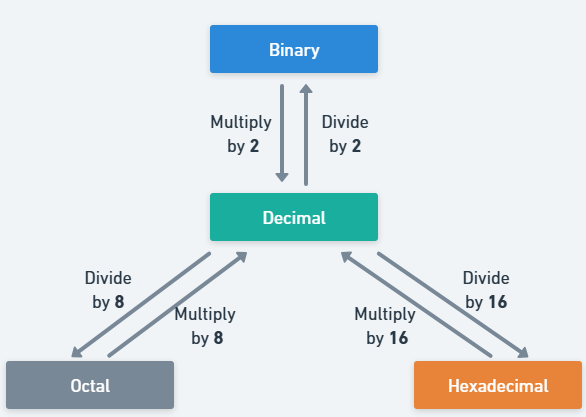 Binary
Multiply
by 2
Divide
by 2
Decimal
Divide
by 8
Multiply
by 8
Multiply
by 16
Divide
by 16
Octal
Hexadecimal